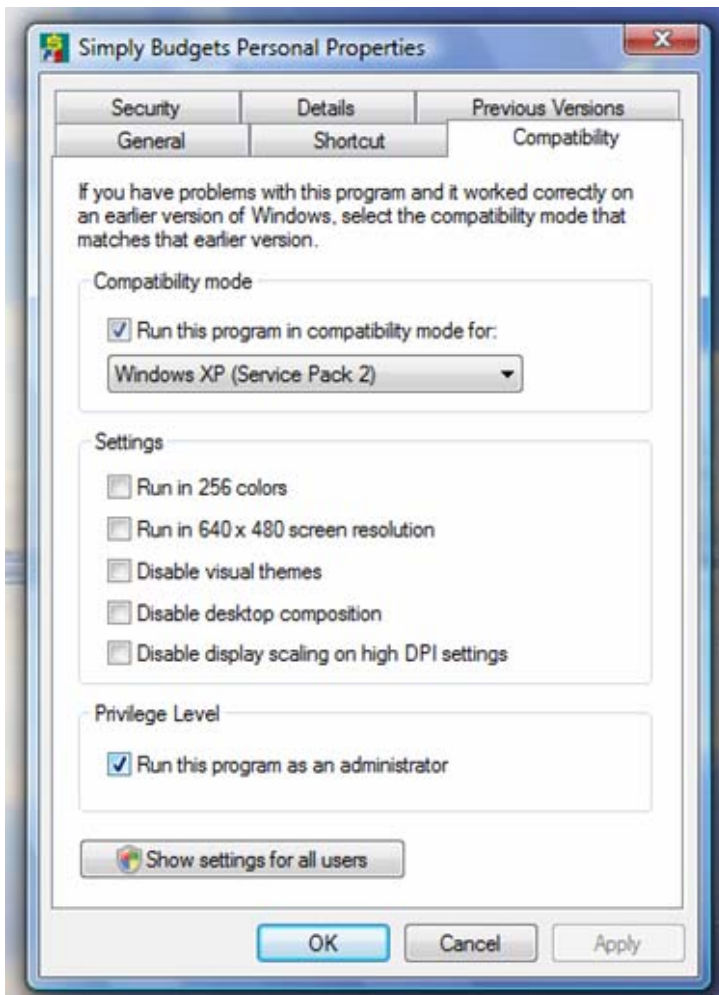 Simply Budgets Personal Properties
Security Details Previous Versions
General Shortcut Compatibility
If you have problems with this program and it worked correctly on
an earlier version of Windows, select the compatibility mode that
matches that earlier version.
Compatibility mode
Run this program in compatibility mode for:
Windows XP (Service Pack 2)
Settings
Run in 256 colors
Run in 640 x 480 screen resolution
Disable visual themes
Disable desktop composition
Disable display scaling on high DPI settings
Privilege Level
Run this program as an administrator
Show settings for all users
OK Cancel Apply